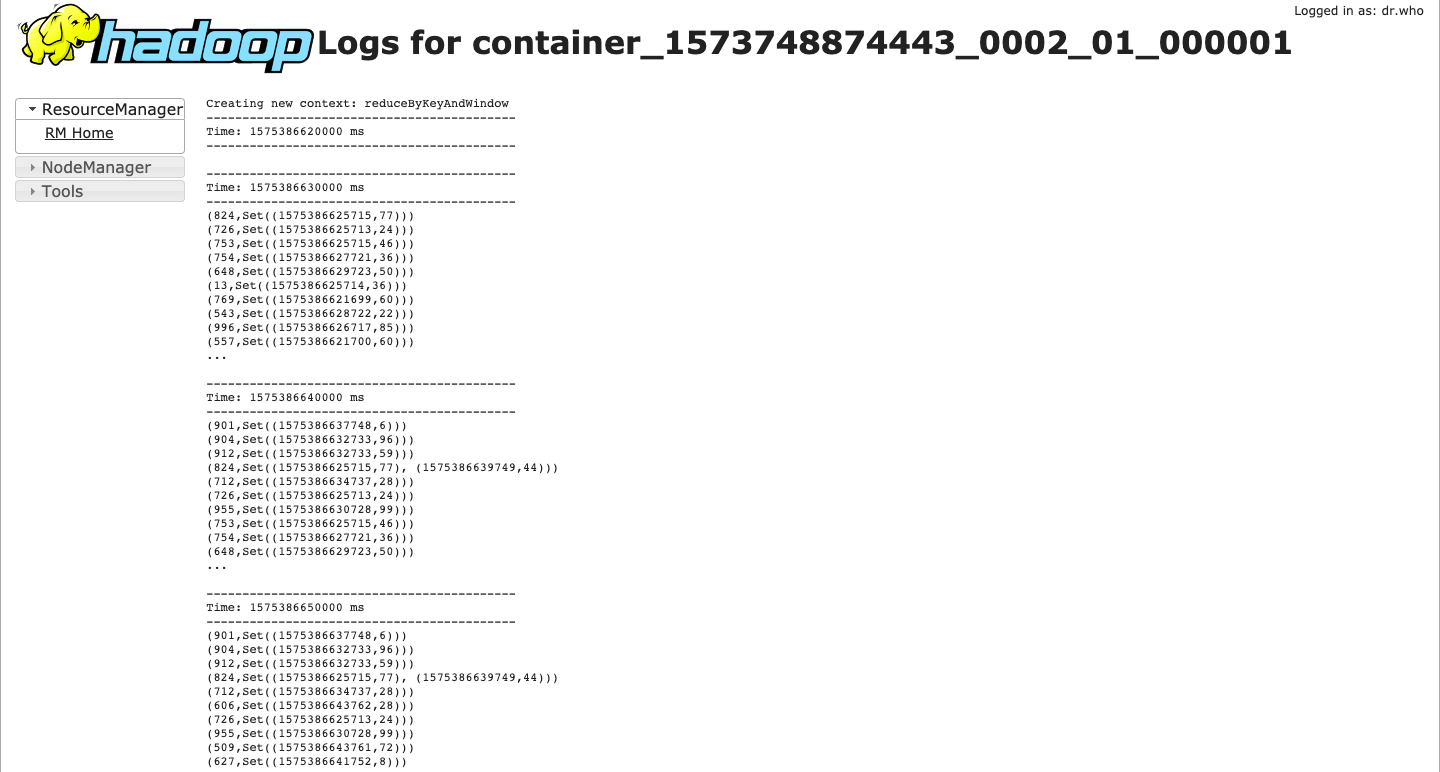 Logged in as: dr.who
hadoop Logs for container_1573748874443_0002_01_000001
ResourceManager
RM Home
NodeManager
Tools
Creating new context: reduceByKeyAndWindow
-------------------------------------------
Time: 1575386620000 ms
-------------------------------------------
-------------------------------------------
Time: 1575386630000 ms
-------------------------------------------
(824,Set((1575386625715,77)))
(726,Set((1575386625713,24)))
(753,Set((1575386625715,46)))
(754,Set((1575386627721,36)))
(648,Set((1575386629723,50)))
(13,Set((1575386625714,36)))
(769,Set((1575386621699,60)))
(543,Set((1575386628722,22)))
(996,Set((1575386626717,85)))
(557,Set((1575386621700,60)))
...
-------------------------------------------
Time: 1575386640000 ms
-------------------------------------------
(901,Set((1575386637748,6)))
(904,Set((1575386632733,96)))
(912,Set((1575386632733,59)))
(824,Set((1575386625715,77), (1575386639749,44)))
(712,Set((1575386634737,28)))
(726,Set((1575386625713,24)))
(955,Set((1575386630728,99)))
(753,Set((1575386625715,46)))
(754,Set((1575386627721,36)))
(648,Set((1575386629723,50)))
...
-------------------------------------------
Time: 1575386650000 ms
-------------------------------------------
(901,Set((1575386637748,6)))
(904,Set((1575386632733,96)))
(912,Set((1575386632733,59)))
(824,Set((1575386625715,77), (1575386639749,44)))
(712,Set((1575386634737,28)))
(606,Set((1575386643762,28)))
(726,Set((1575386625713,24)))
(955,Set((1575386630728,99)))
(509,Set((1575386643761,72)))
(627,Set((1575386641752,8)))